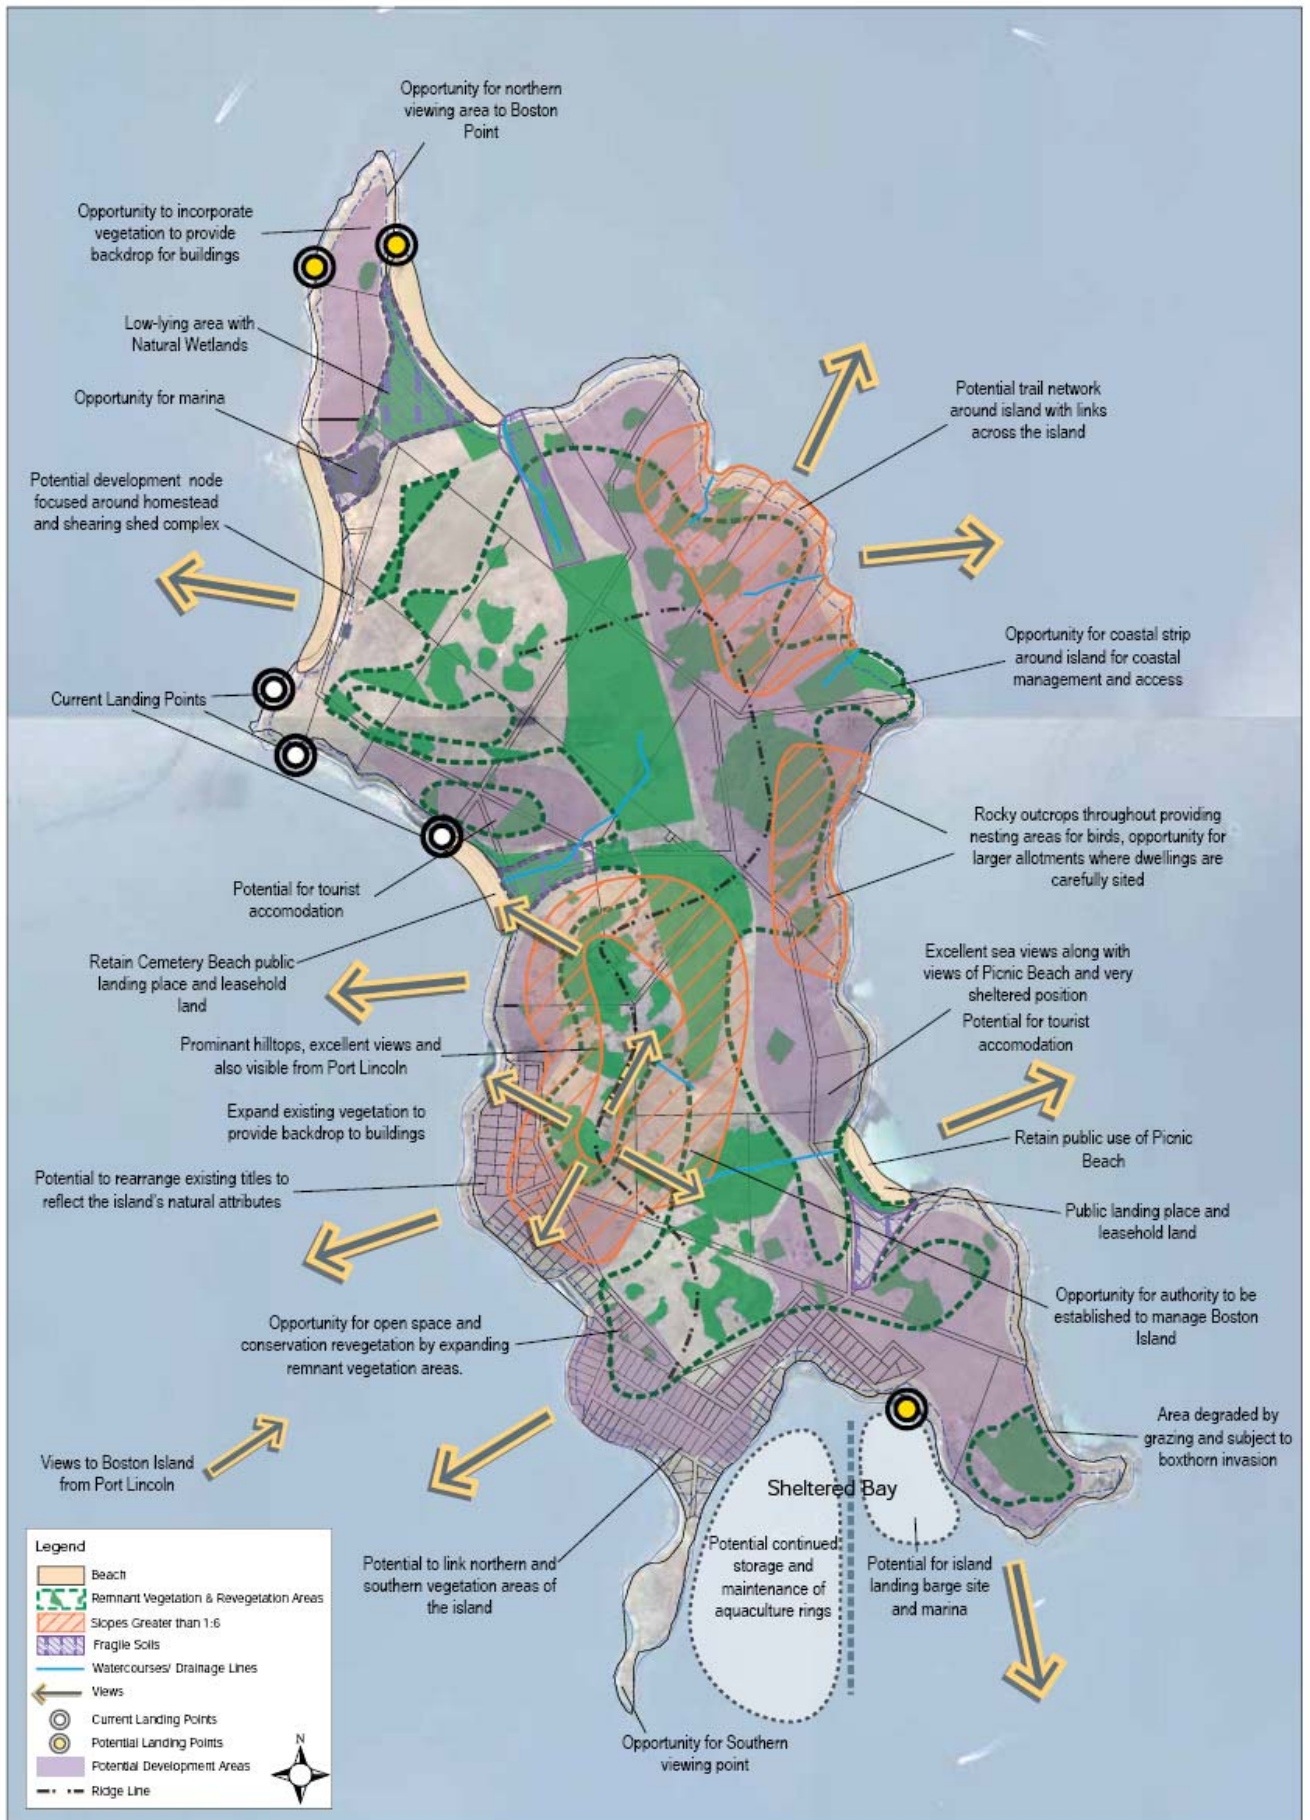 Opportunity for northern
viewing area to Boston
Point
Opportunity to incorporate
vegetation to provide
backdrop for buildings
Low-lying area with
Natural Wetlands
Opportunity for marina
Potential development node
focused around homestead
and shearing shed complex
Current Landing Points
Potential for tourist
accomodation
Retain Cemetery Beach public
landing place and leasehold
land
Prominant hilltops, excellent views and
also visible from Port Lincoln
Expand existing vegetation to
provide backdrop to buildings
Potential to rearrange existing titles to
reflect the island's natural attributes
Opportunity for open space and
conservation revegetation by expanding
remnant vegetation areas.
Views to Boston Island
from Port Lincoln
Potential to link northern and
southern vegetation areas of
the island
Potential trail network
around island with links
across the island
Opportunity for coastal strip
around island for coastal
management and access
Rocky outcrops throughout providing
nesting areas for birds, opportunity for
larger allotments where dwellings are
carefully sited
Excellent sea views along with
views of Picnic Beach and very
sheltered position
Potential for tourist
accomodation
Retain public use of Picnic
Beach
Public landing place and
leasehold land
Opportunity for authority to be
established to manage Boston
Island
Area degraded by
grazing and subject to
boxthorn invasion
Sheltered Bay
Potential continued
storage and
maintenance of
aquaculture rings
Potential for island
landing barge site
and marina
Opportunity for Southern
viewing point
Legend
Beach
Remnant Vegetation & Revegetation Areas
Slopes Greater than 1:6
Fragile Soils
Watercourses/ Drainage Lines
Views
Current Landing Points
Potential Landing Points
Potential Development Areas
Ridge Line
N